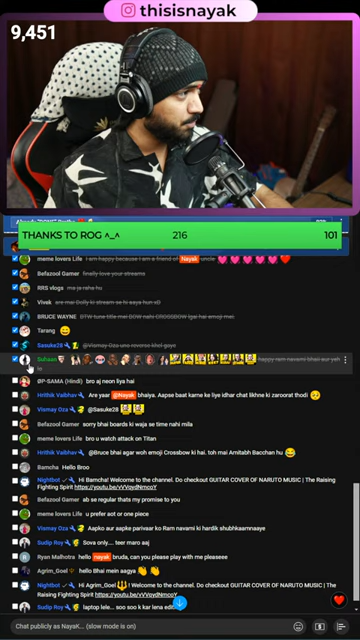 thisisnayak
9,451
THANKS TO ROG ^_^ 216 101
meme lovers Life I am happy because I am a friend of Nayak uncle
Befazool Gamer finally love your streams
RRS vlogs ma ja raha hu
Vivek are mai Dolly ki stream se hi aaya hun
BRUCE WAYNE BTW tune title mai DOW nahi CROSSBOW lgai hai emoji mai.
Tarang
Sasuke28 @Vismay Oza uno reverse khel gaye
Suhaan happy ram navami bhaii aur yeh
le
@P-SAMA (Hindi) bro aj neon liya hai
Hrithik Vaibhav Are yaar @Nayak bhaiya. Aapse baat karne ke liye idhar chat likhne ki zaroorat thodi
Vismay Oza @Sasuke28
Befazool Gamer sorry bhai boards ki waja se time nahi mila
meme lovers Life bro u watch attack on Titan
Hrithik Vaibhav @Bruce bhai agar woh emoji Crossbow ki hai. toh mai Amitabh Bacchan hu
Bamcha Hello Broo
Nightbot Hi Bamcha! Welcome to the channel. Do checkout GUITAR COVER OF NARUTO MUSIC | The Raising
Fighting Spirit https://youtu.be/vVVoydNmcoY
Befazool Gamer ab se regular thats my promise to you
meme lovers Life u prefer aot or one piece
Vismay Oza Aapko aur aapke parivar ko Ram navami ki hardik shubhkaamnaaye
Sudip Roy Sova only.... teer maro aaj
Ryan Malhotra hello nayak bruda, can you please play with me pleaseee
Agrim_Goel hello Bhai mein aagya
Nightbot Hi Agrim_Goel ! Welcome to the channel. Do checkout GUITAR COVER OF NARUTO MUSIC | The
Raising Fighting Spirit https://youtu.be/vVVoydNmcoY
Sudip Roy laptop lele... soo soo k kar lena edit
Chat publicly as Nayak... (slow mode is on)